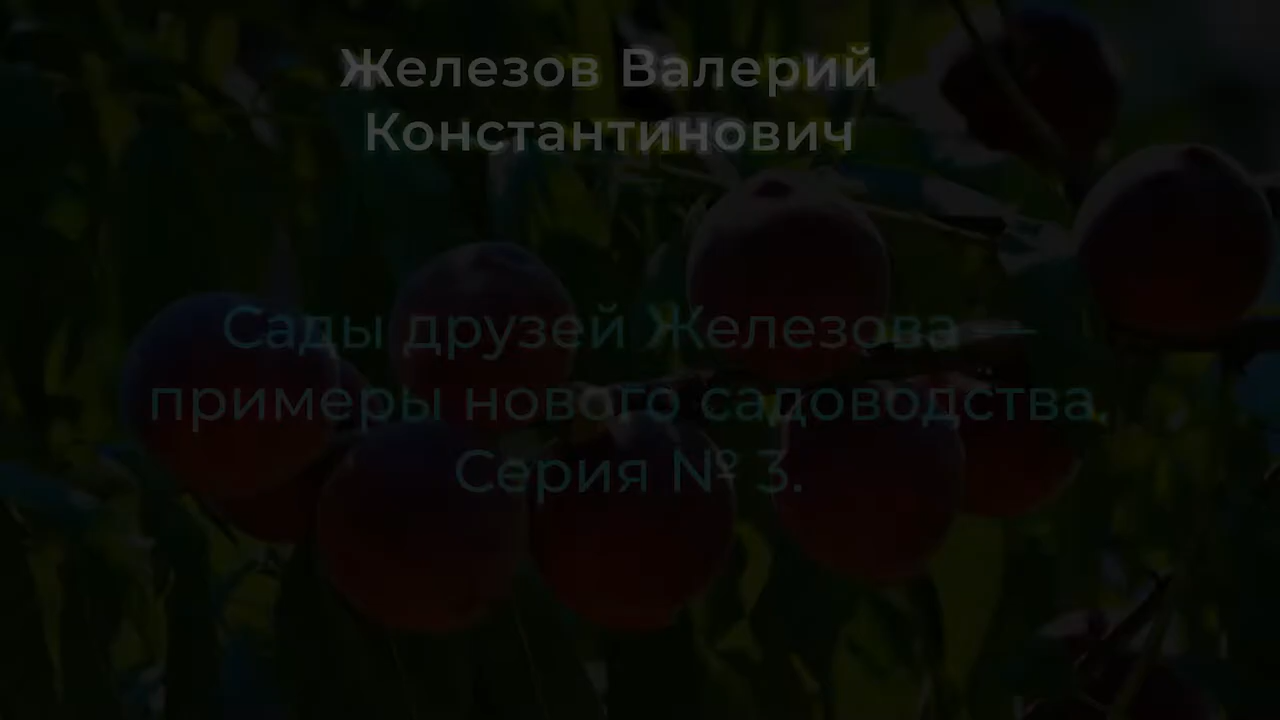 Железов Валерий
Константинович
Сады друзей Железова —
примеры нового садоводства.
Серия № 3.